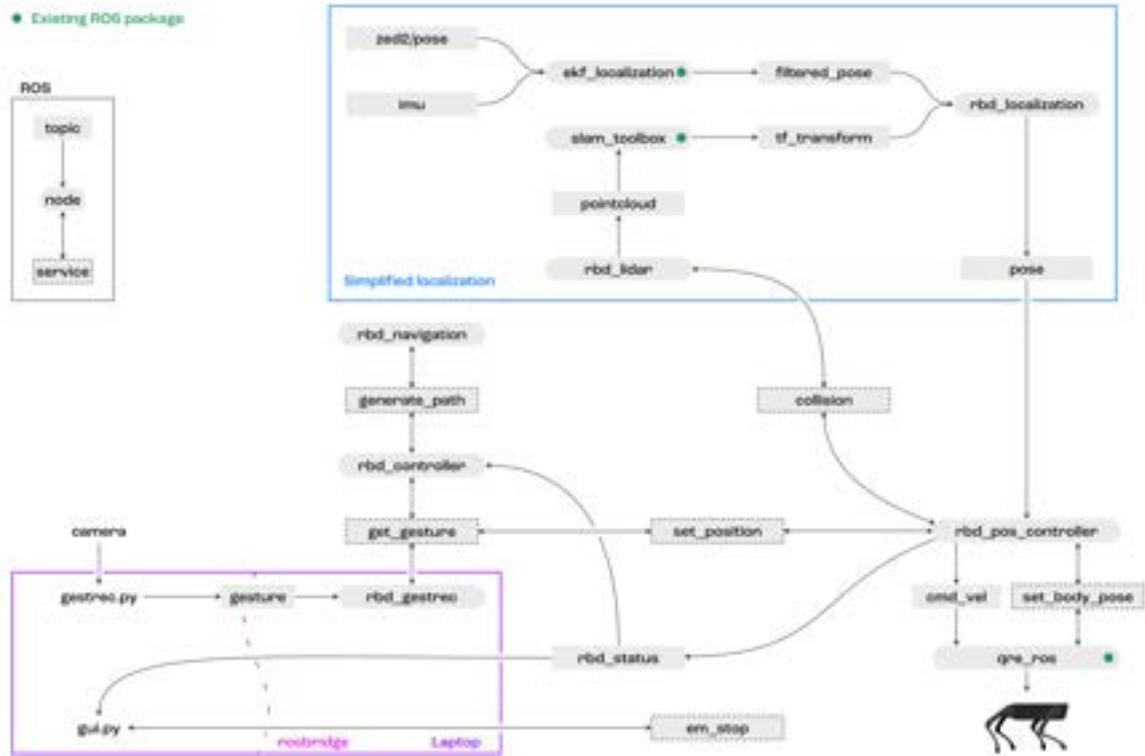 Existing ROS package
ROS
topic
node
service
zed2/pose
imu
ekf_localization
filtered_pose
rbd_localization
slam_toolbox
tf_transform
pointcloud
rbd_lidar
pose
Simplified localization
rbd_navigation
generate_path
collision
rbd_controller
camera
get_gesture
set_position
rbd_pos_controller
gestrec.py
gesture
rbd_gestrec
cmd_vel
set_body_pose
rbd_status
qre_ros
gui.py
em_stop
rosbridge
Laptop